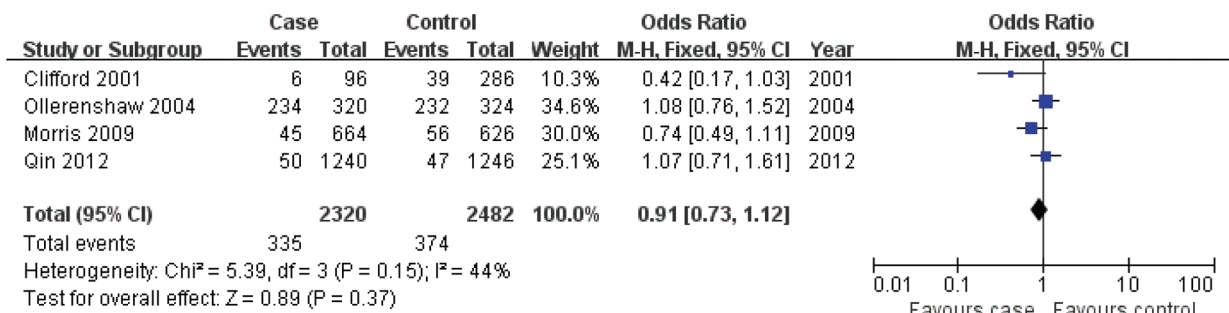 Case Control Odds Ratio Odds Ratio
Study or Subgroup Events Total Events Total Weight M-H, Fixed, 95% CI Year M-H, Fixed, 95% CI
Clifford 2001 6 96 39 286 10.3% 0.42 [0.17, 1.03] 2001
Ollerenshaw 2004 234 320 232 324 34.6% 1.08 [0.76, 1.52] 2004
Morris 2009 45 664 56 626 30.0% 0.74 [0.49, 1.11] 2009
Qin 2012 50 1240 47 1246 25.1% 1.07 [0.71, 1.61] 2012
Total (95% CI) 2320 2482 100.0% 0.91 [0.73, 1.12]
Total events 335 374
Heterogeneity: Chi² = 5.39, df = 3 (P = 0.15); I² = 44%
Test for overall effect: Z = 0.89 (P = 0.37)
0.01 0.1 1 10 100
Favours case Favours control